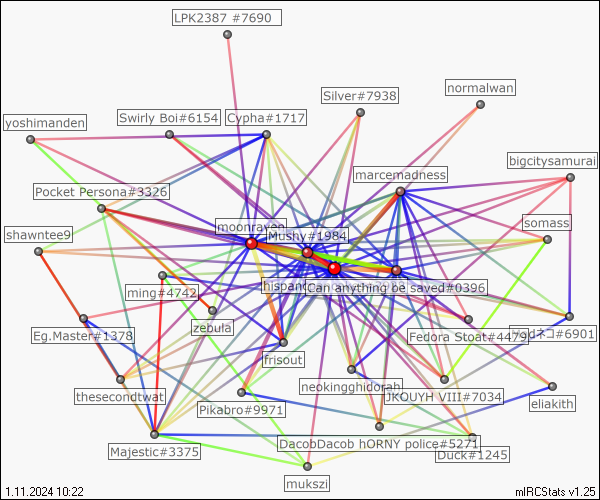 LPK2387 #7690
normalwan
Silver#7938
Swirly Boi#6154
Cypha#1717
yoshimanden
bigcitysamurai
marcemadness
Pocket Persona#3326
somass
moonraven
Mushy#1984
shawntee9
Can anything be saved#0396
ming#4742
zebula
#6901
Eg.Master#1378
Fedora Stoat#4479
frisout
neokingghidorah
thesecondtwat
JKQUYH VIII#7034
eliakith
Pikabro#9971
DacobDacob hORNY police#5271
Majestic#3375
Duck#1245
mukszi
1.11.2024 10:22
mIRCStats v1.25